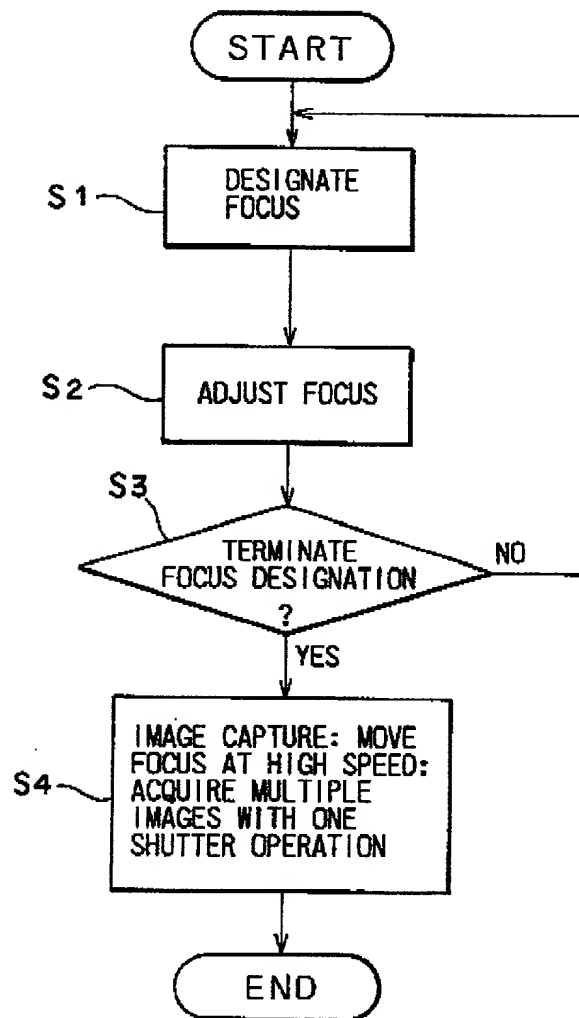 START
S1
DESIGNATE
FOCUS
S2
ADJUST FOCUS
S3
TERMINATE
FOCUS DESIGNATION
?
NO
YES
S4
IMAGE CAPTURE: MOVE
FOCUS AT HIGH SPEED:
ACQUIRE MULTIPLE
IMAGES WITH ONE
SHUTTER OPERATION
END